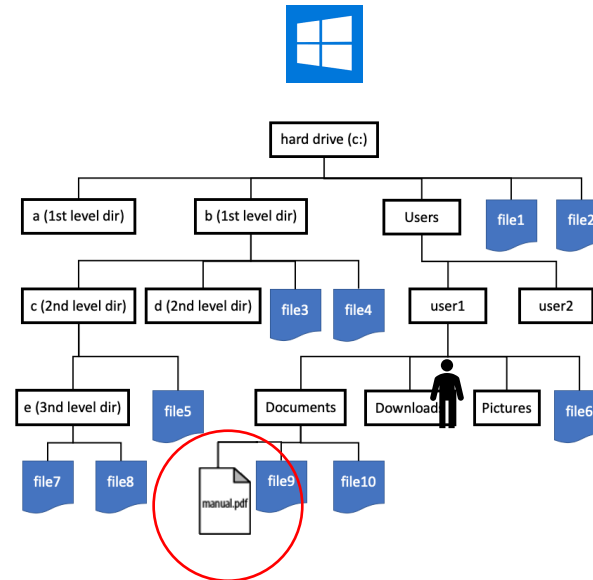 hard drive (c:)
a (1st level dir)
b (1st level dir)
Users
file1
file2
c (2nd level dir)
d (2nd level dir)
file3
file4
user1
user2
e (3nd level dir)
file5
Documents
Downloads
Pictures
file6
file7
file8
manual.pdf
file9
file10